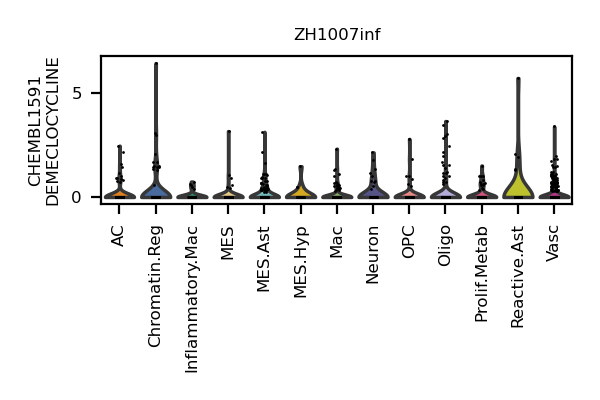 ZH1007inf
CHEMBL1591
DEMECLOCYCLINE
5
0
AC
Chromatin.Reg
Inflammatory.Mac
MES
MES.Ast
MES.Hyp
Mac
Neuron
OPC
Oligo
Prolif.Metab
Reactive.Ast
Vasc